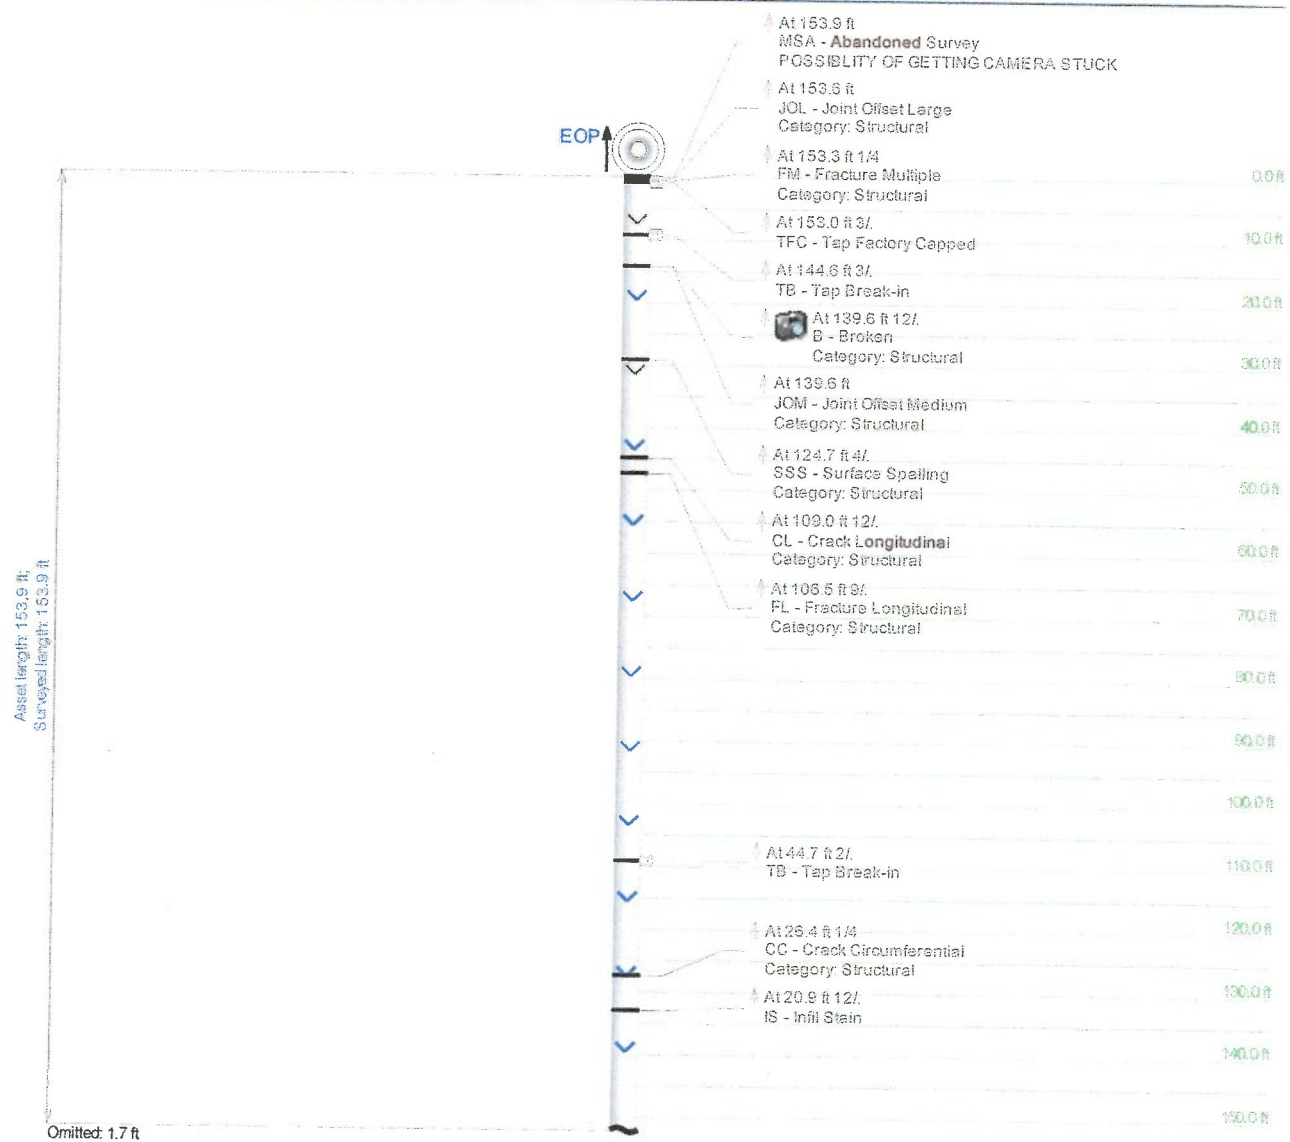 At 153.9 ft
MSA - Abandoned Survey
POSSIBLITY OF GETTING CAMERA STUCK
At 153.6 ft
JOL - Joint Offset Large
Category: Structural
EOP
At 153.3 ft 1/4
FM - Fracture Multiple
Category: Structural
0.0 ft
At 153.0 ft 3/.
TFC - Tap Factory Capped
10.0 ft
At 144.6 ft 3/.
TB - Tap Break-in
20.0 ft
At 139.6 ft 12/.
B - Broken
Category: Structural
30.0 ft
At 139.6 ft
JOM - Joint Offset Medium
Category: Structural
40.0 ft
At 124.7 ft 4/.
SSS - Surface Spalling
Category: Structural
50.0 ft
At 109.0 ft 12/.
CL - Crack Longitudinal
Category: Structural
60.0 ft
At 106.5 ft 9/.
FL - Fracture Longitudinal
Category: Structural
70.0 ft
Asset length: 153.9 ft;
Surveyed length: 153.9 ft
80.0 ft
90.0 ft
100.0 ft
At 44.7 ft 2/.
TB - Tap Break-in
110.0 ft
At 26.4 ft 1/4
CC - Crack Circumferential
Category: Structural
120.0 ft
At 20.9 ft 12/.
IS - Infil Stain
130.0 ft
140.0 ft
150.0 ft
Omitted: 1.7 ft